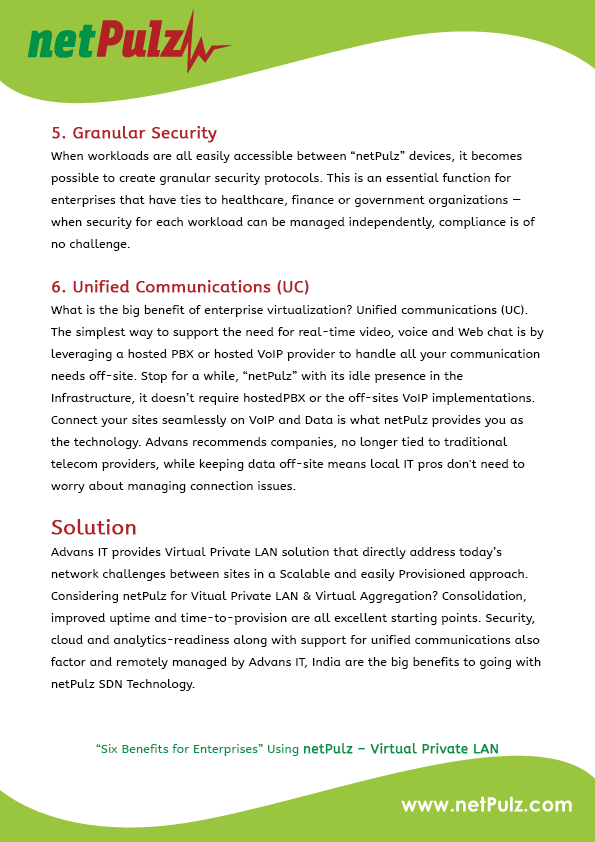 netPulz
5. Granular Security
When workloads are all easily accessible between “netPulz” devices, it becomes
possible to create granular security protocols. This is an essential function for
enterprises that have ties to healthcare, finance or government organizations —
when security for each workload can be managed independently, compliance is of
no challenge.
6. Unified Communications (UC)
What is the big benefit of enterprise virtualization? Unified communications (UC).
The simplest way to support the need for real-time video, voice and Web chat is by
leveraging a hosted PBX or hosted VoIP provider to handle all your communication
needs off-site. Stop for a while, “netPulz” with its idle presence in the
Infrastructure, it doesn’t require hostedPBX or the off-sites VoIP implementations.
Connect your sites seamlessly on VoIP and Data is what netPulz provides you as
the technology. Advans recommends companies, no longer tied to traditional
telecom providers, while keeping data off-site means local IT pros don't need to
worry about managing connection issues.
Solution
Advans IT provides Virtual Private LAN solution that directly address today’s
network challenges between sites in a Scalable and easily Provisioned approach.
Considering netPulz for Vitual Private LAN & Virtual Aggregation? Consolidation,
improved uptime and time-to-provision are all excellent starting points. Security,
cloud and analytics-readiness along with support for unified communications also
factor and remotely managed by Advans IT, India are the big benefits to going with
netPulz SDN Technology.
“Six Benefits for Enterprises” Using netPulz – Virtual Private LAN
www.netPulz.com